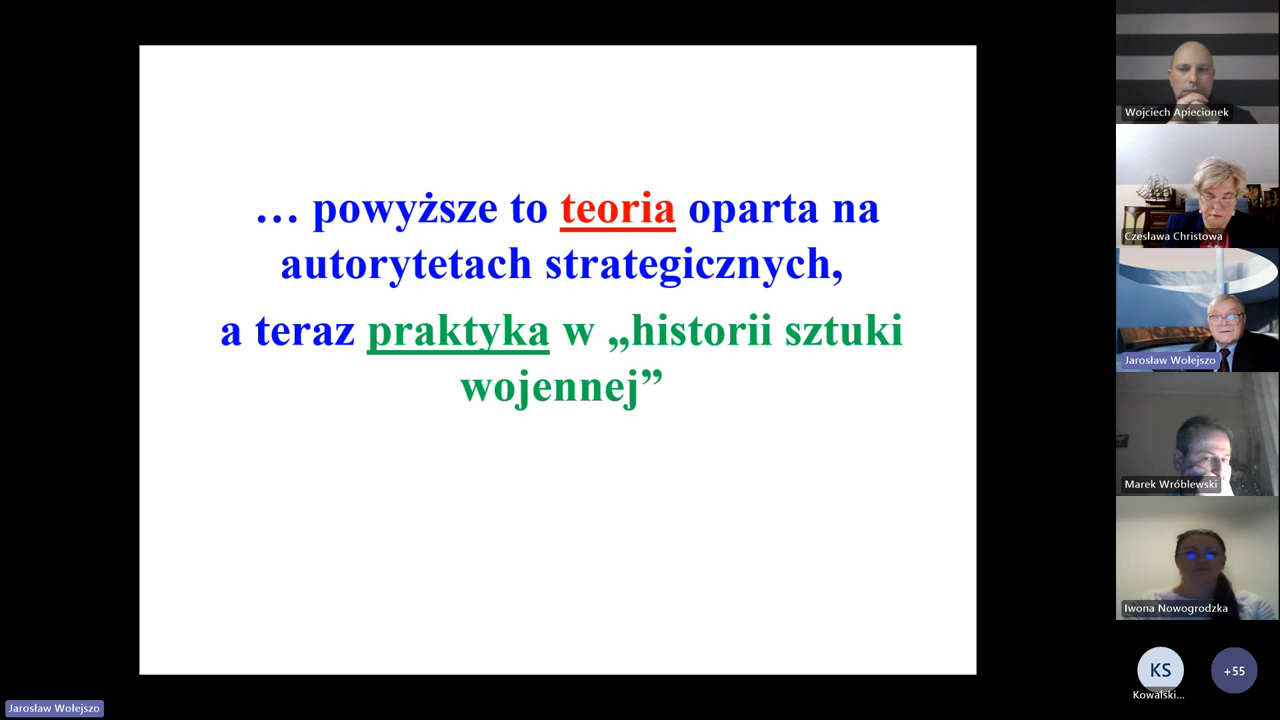 … powyższe to teoria oparta na
autorytetach strategicznych,
a teraz praktyka w „historii sztuki
wojennej”
Wojciech Apiecionek
Czesława Christowa
Jarosław Wołejszo
Marek Wróblewski
Iwona Nowogrodzka
KS
+55
Kowalski...
Jarosław Wołejszo